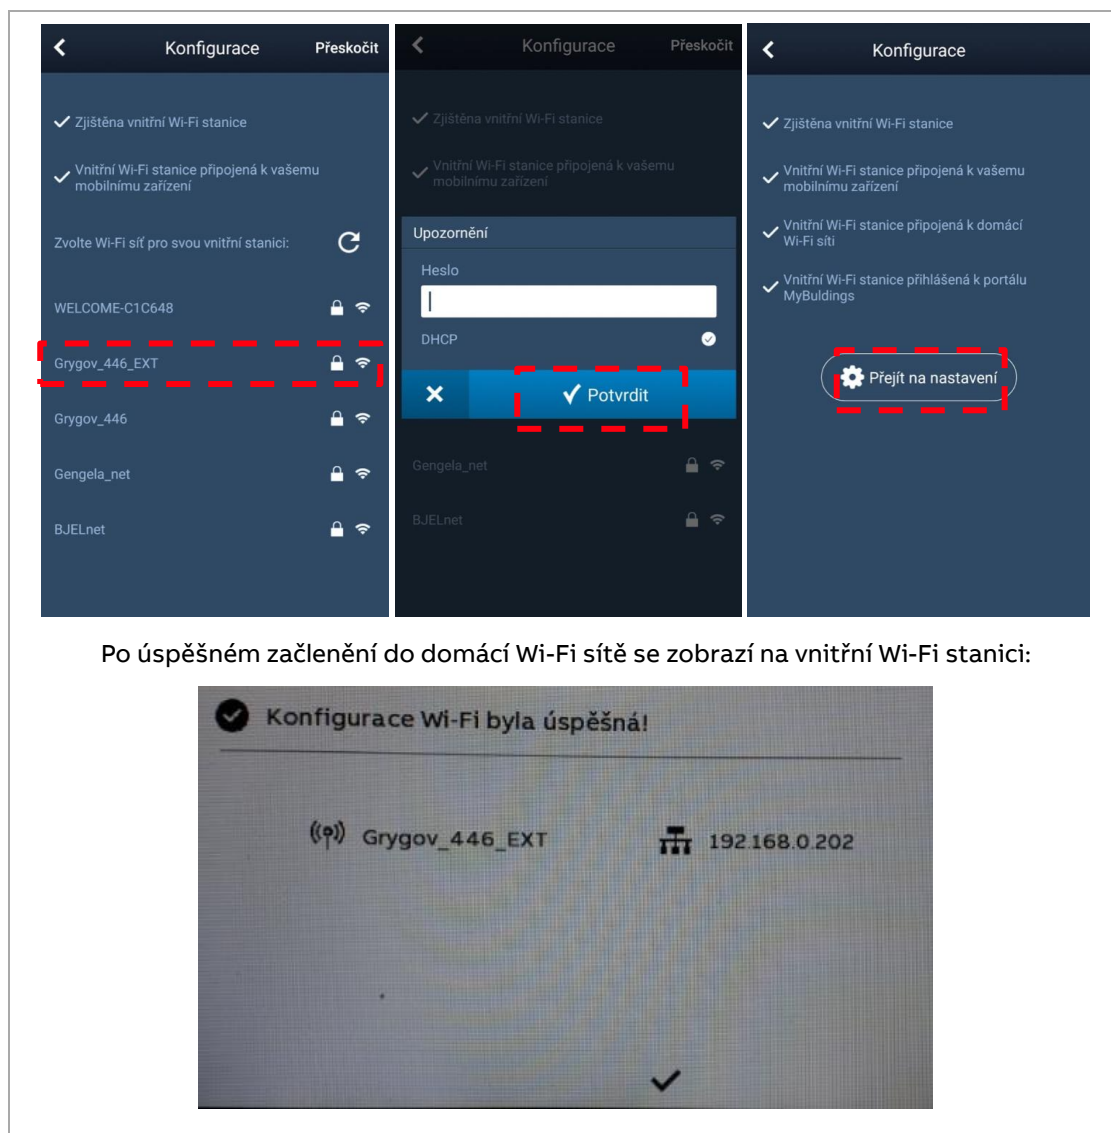 Konfigurace
Přeskočit
Zjištěna vnitřní Wi-Fi stanice
Vnitřní Wi-Fi stanice připojená k vašemu
mobilnímu zařízení
Zvolte Wi-Fi síť pro svou vnitřní stanici:
WELCOME-C1C648
Grygov_446_EXT
Grygov_446
Gengela_net
BJELnet
Konfigurace
Přeskočit
Zjištěna vnitřní Wi-Fi stanice
Vnitřní Wi-Fi stanice připojená k vašemu
mobilnímu zařízení
Upozornění
Heslo
DHCP
Potvrdit
Gengela_net
BJELnet
Konfigurace
Zjištěna vnitřní Wi-Fi stanice
Vnitřní Wi-Fi stanice připojená k vašemu
mobilnímu zařízení
Vnitřní Wi-Fi stanice připojená k domácí
Wi-Fi síti
Vnitřní Wi-Fi stanice přihlášená k portálu
MyBuldings
Přejít na nastavení
Po úspěšném začlenění do domácí Wi-Fi sítě se zobrazí na vnitřní Wi-Fi stanici:
Konfigurace Wi-Fi byla úspěšná!
Grygov_446_EXT
192.168.0.202